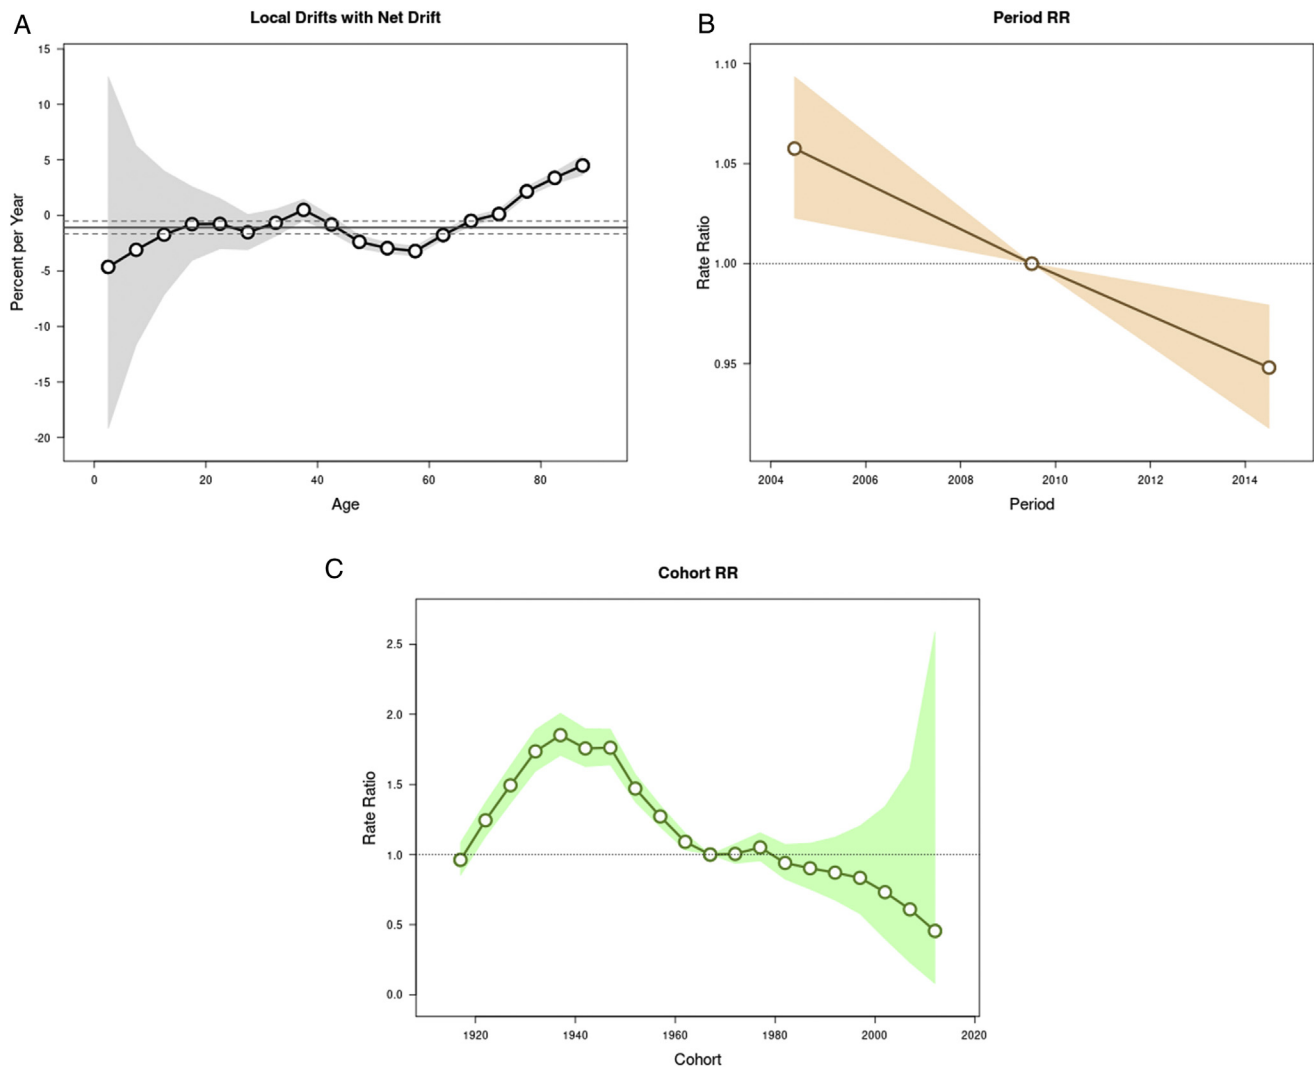 A
Local Drifts with Net Drift
15
10
5
0
-5
-10
-15
-20
Percent per Year
0 20 40 60 80
Age
B
Period RR
1.10
1.05
1.00
0.95
Rate Ratio
2004 2006 2008 2010 2012 2014
Period
C
Cohort RR
2.5
2.0
1.5
1.0
0.5
0.0
Rate Ratio
1920 1940 1960 1980 2000 2020
Cohort